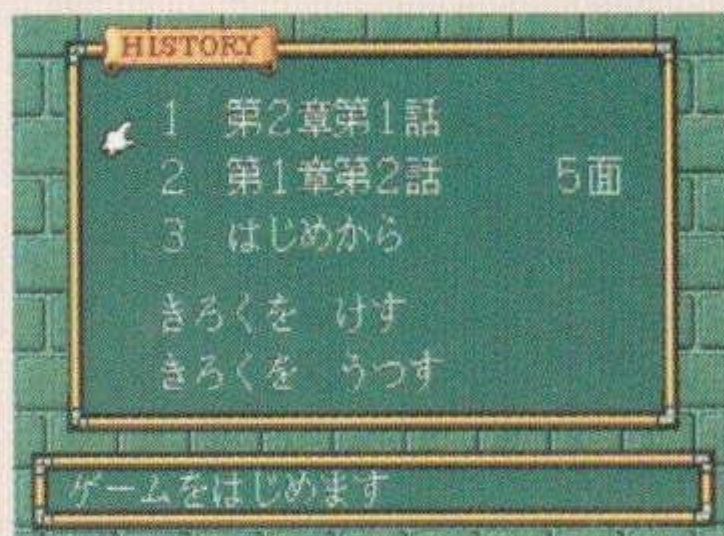 HISTORY
1 第2章第1話
2 第1章第2話 5面
3 はじめから
きろくを けす
きろくを うつす
ゲームをはじめます